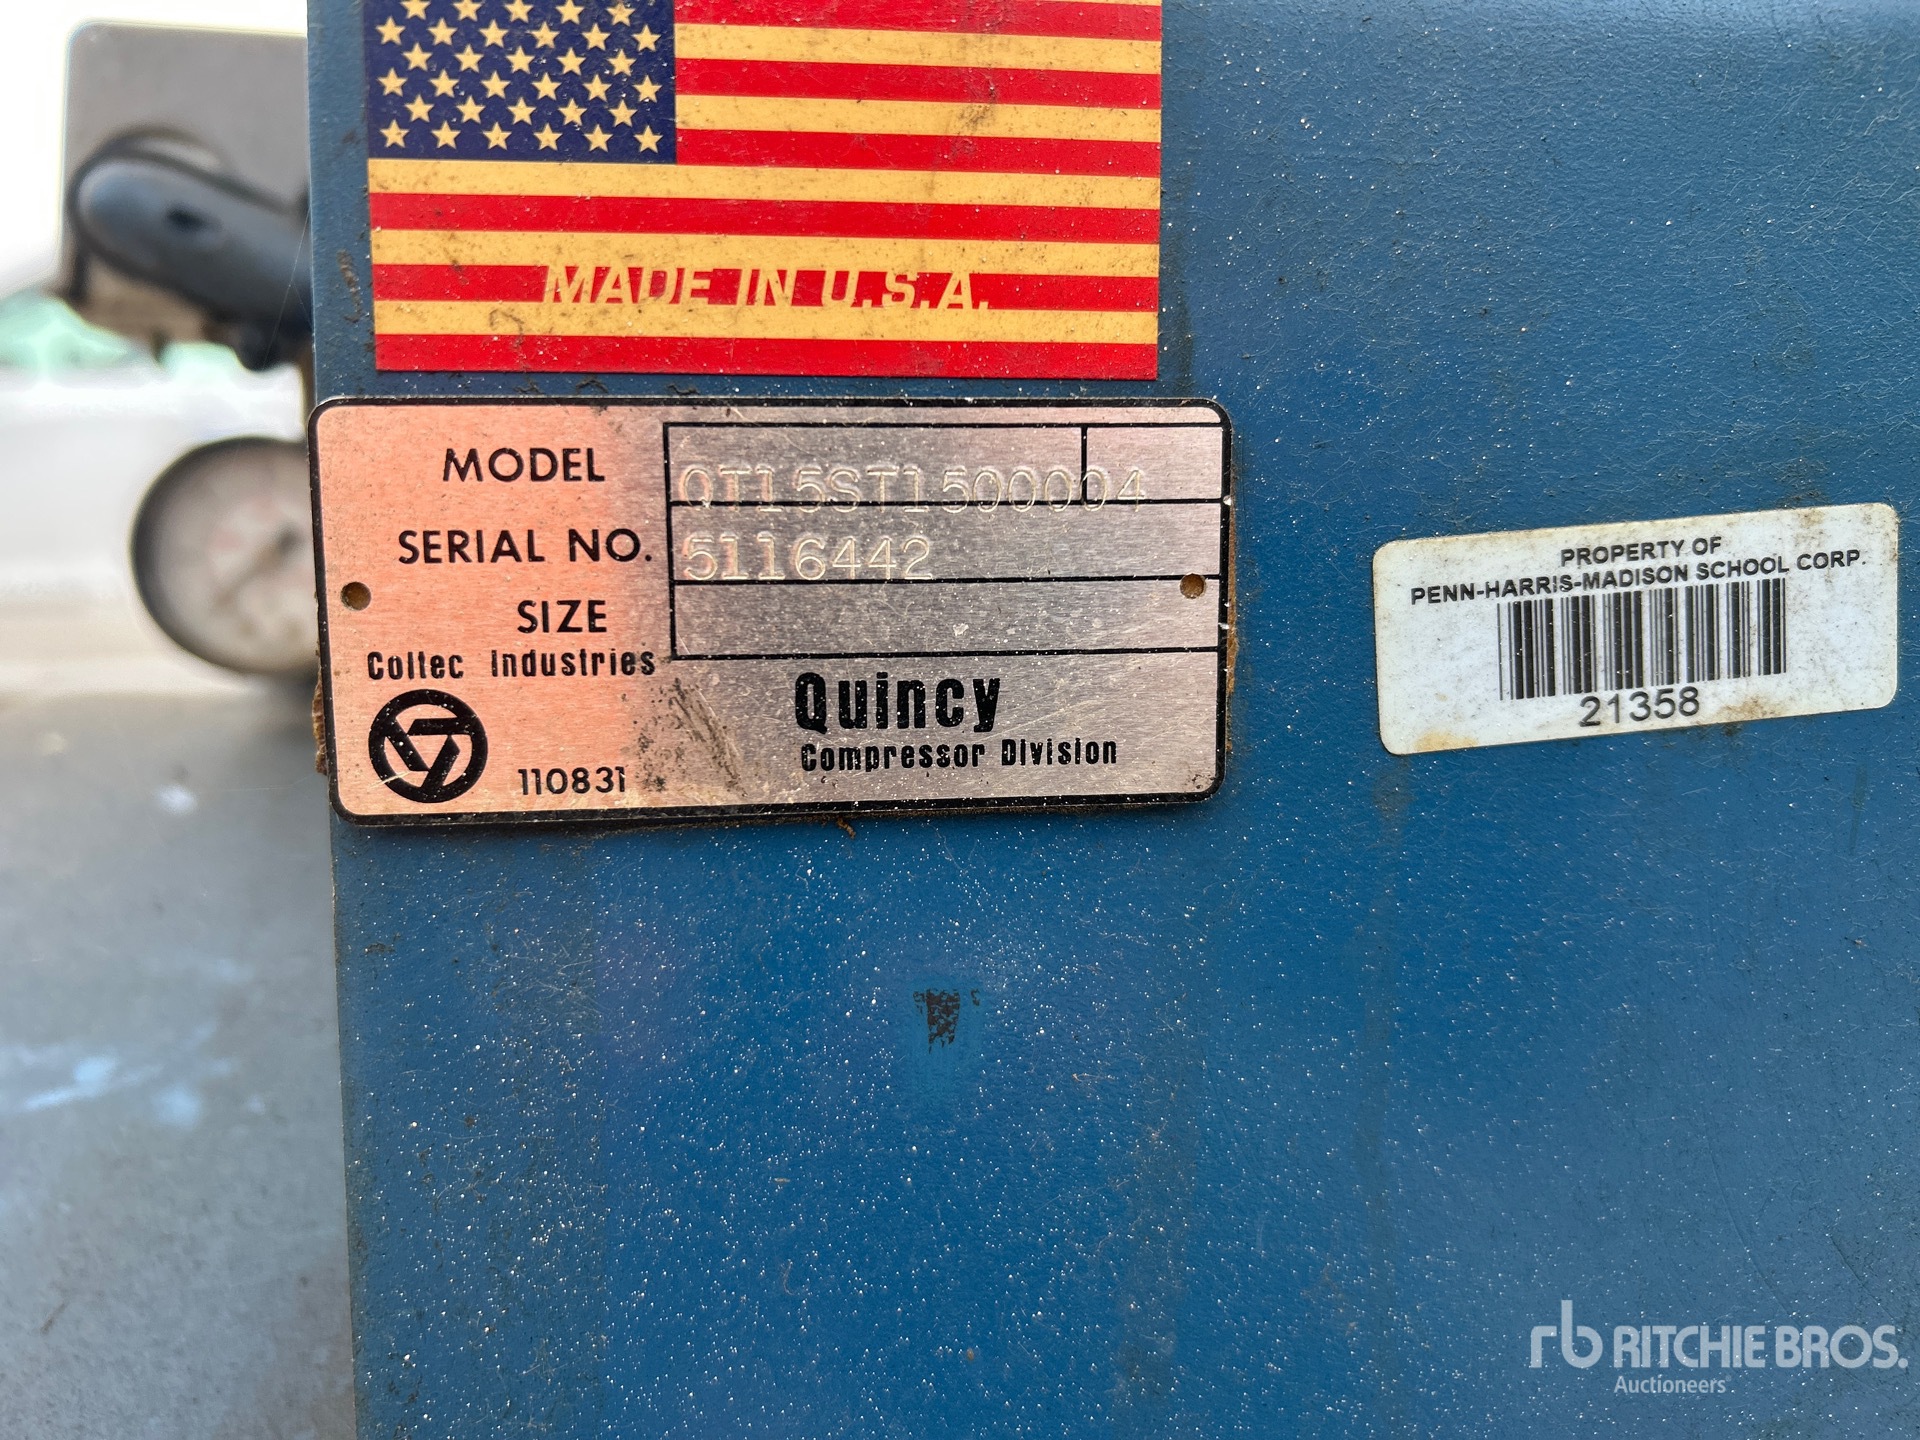 MADE IN U.S.A.
MODEL QT15ST1500004
SERIAL NO. 5116442
SIZE
Coltec Industries
110831
Quincy
Compressor Division
PROPERTY OF
PENN-HARRIS-MADISON SCHOOL CORP.
21358
rb RITCHIE BROS.
Auctioneers